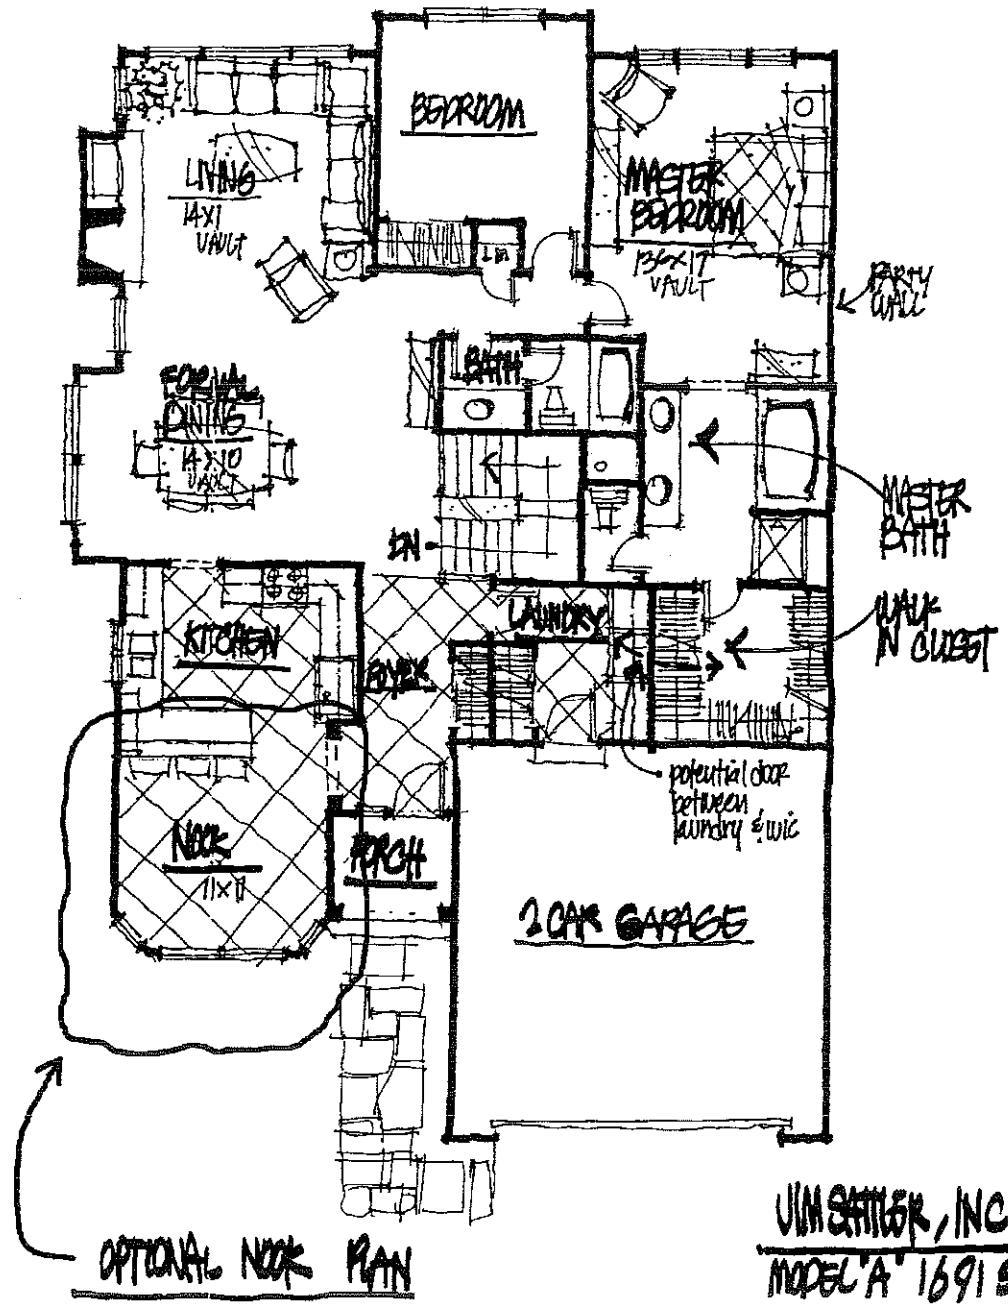 BEDROOM
LIVING
14X1
VAULT
MASTER
BEDROOM
136X17
VAULT
PARTY
WALL
BATH
FORMAL
DINING
14X10
VAULT
MASTER
BATH
DN
KITCHEN
LAUNDRY
FOYER
WALK
IN CLOSET
potential door
between
laundry & wic
NOOK
PORCH
2 CAR GARAGE
OPTIONAL NOOK PLAN
JIM SATTLER, INC
MODEL "A" 1691 S